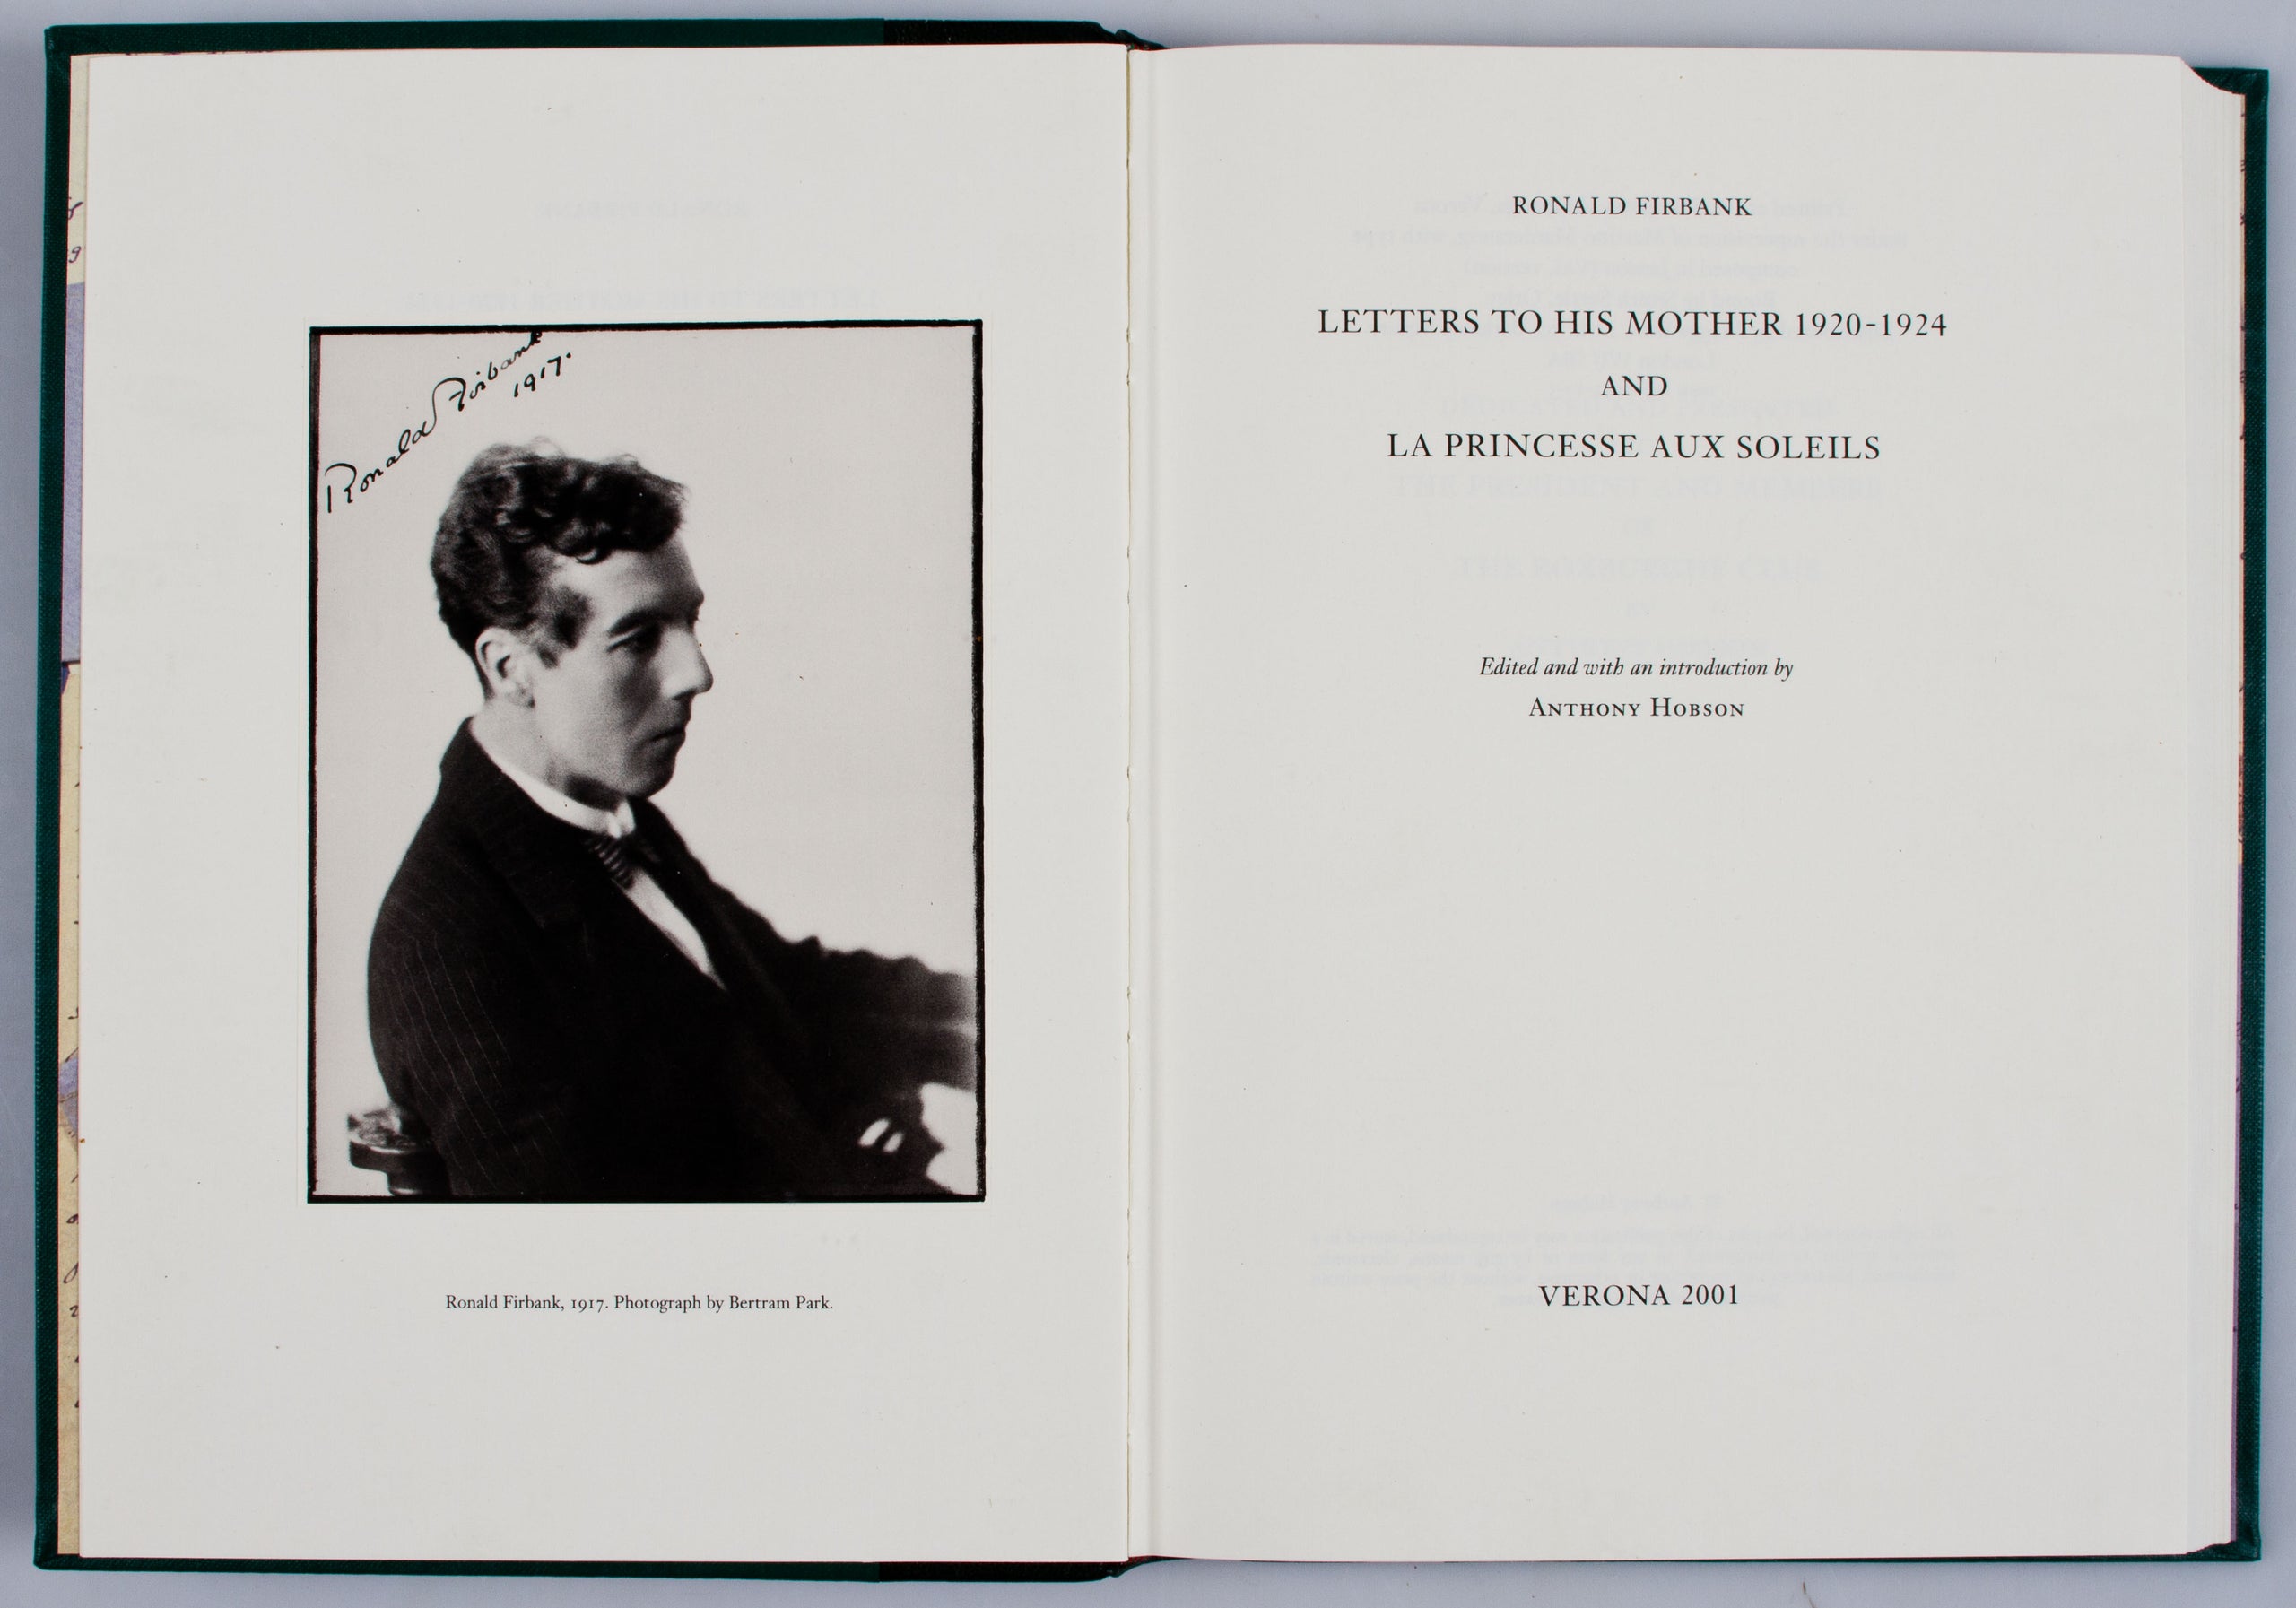 Ronald Firbank
1917.
Ronald Firbank, 1917. Photograph by Bertram Park.
RONALD FIRBANK
LETTERS TO HIS MOTHER 1920-1924
AND
LA PRINCESSE AUX SOLEILS
Edited and with an introduction by
ANTHONY HOBSON
VERONA 2001